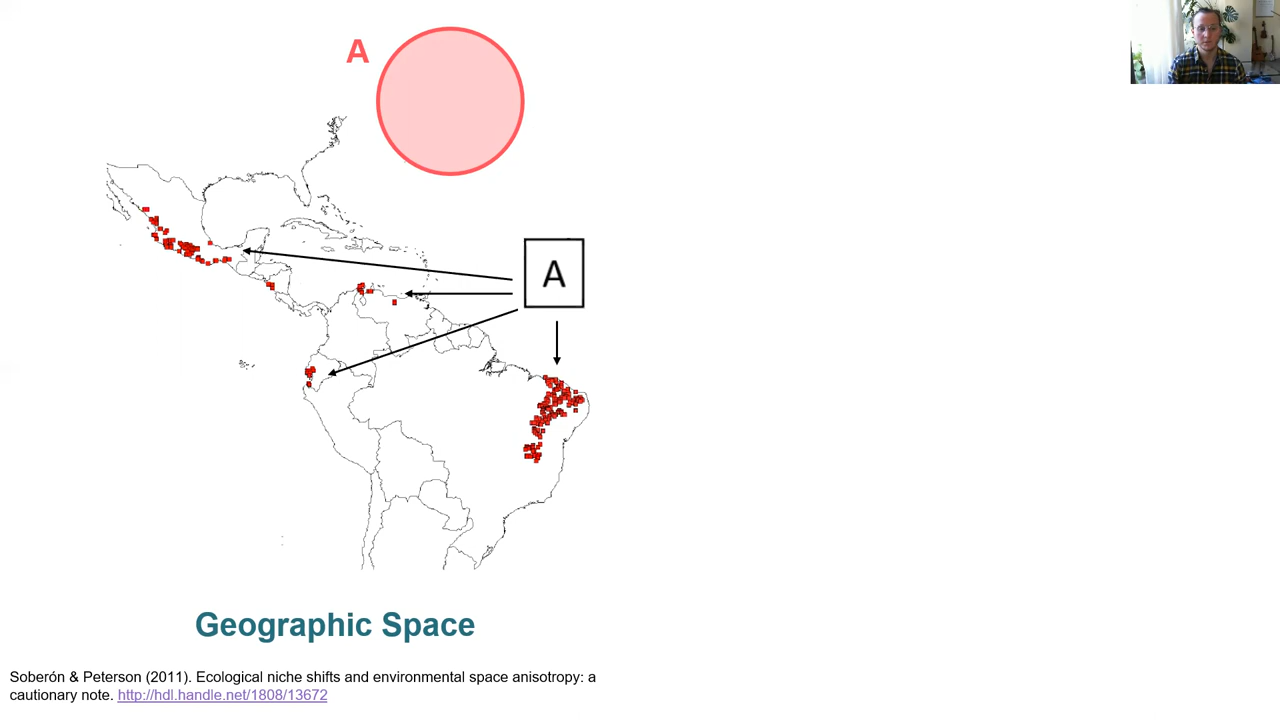 A
A
Geographic Space
Soberón & Peterson (2011). Ecological niche shifts and environmental space anisotropy: a
cautionary note. http://hdl.handle.net/1808/13672